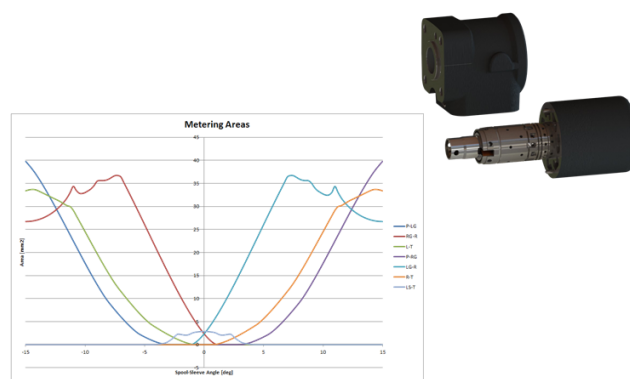 Metering Areas
45
40
35
30
25
20
15
10
5
0
-15
-10
-5
0
5
10
15
Area [mm2]
Spool-Sleeve Angle [deg]
P-LG
RG-R
L-T
P-RG
LG-R
R-T
LS-T